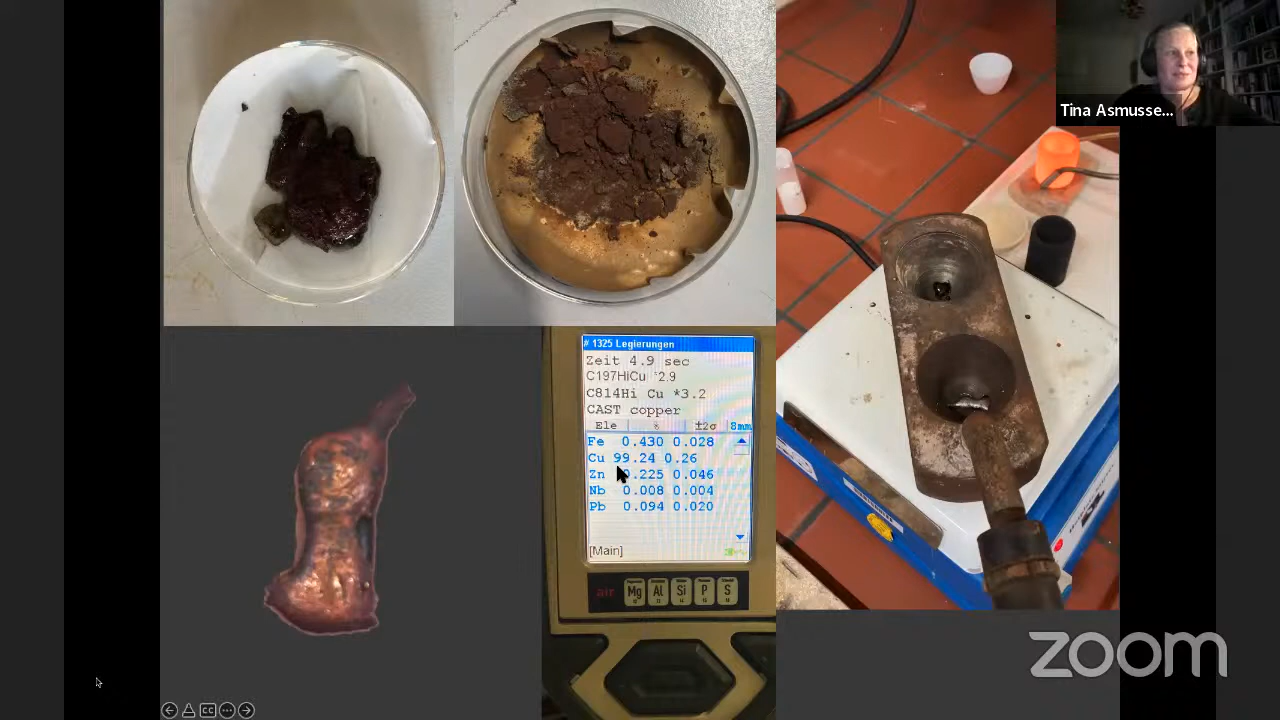 Tina Asmusse...
# 1325 Legierungen
Zeit 4.9 sec
C197HiCu *2.9
C814Hi Cu *3.2
CAST copper
Ele % ±2σ 8mm
Fe 0.430 0.028
Cu 99.24 0.26
Zn 0.225 0.046
Nb 0.008 0.004
Pb 0.094 0.020
[Main]
air Mg Al Si P S
zoom
CC